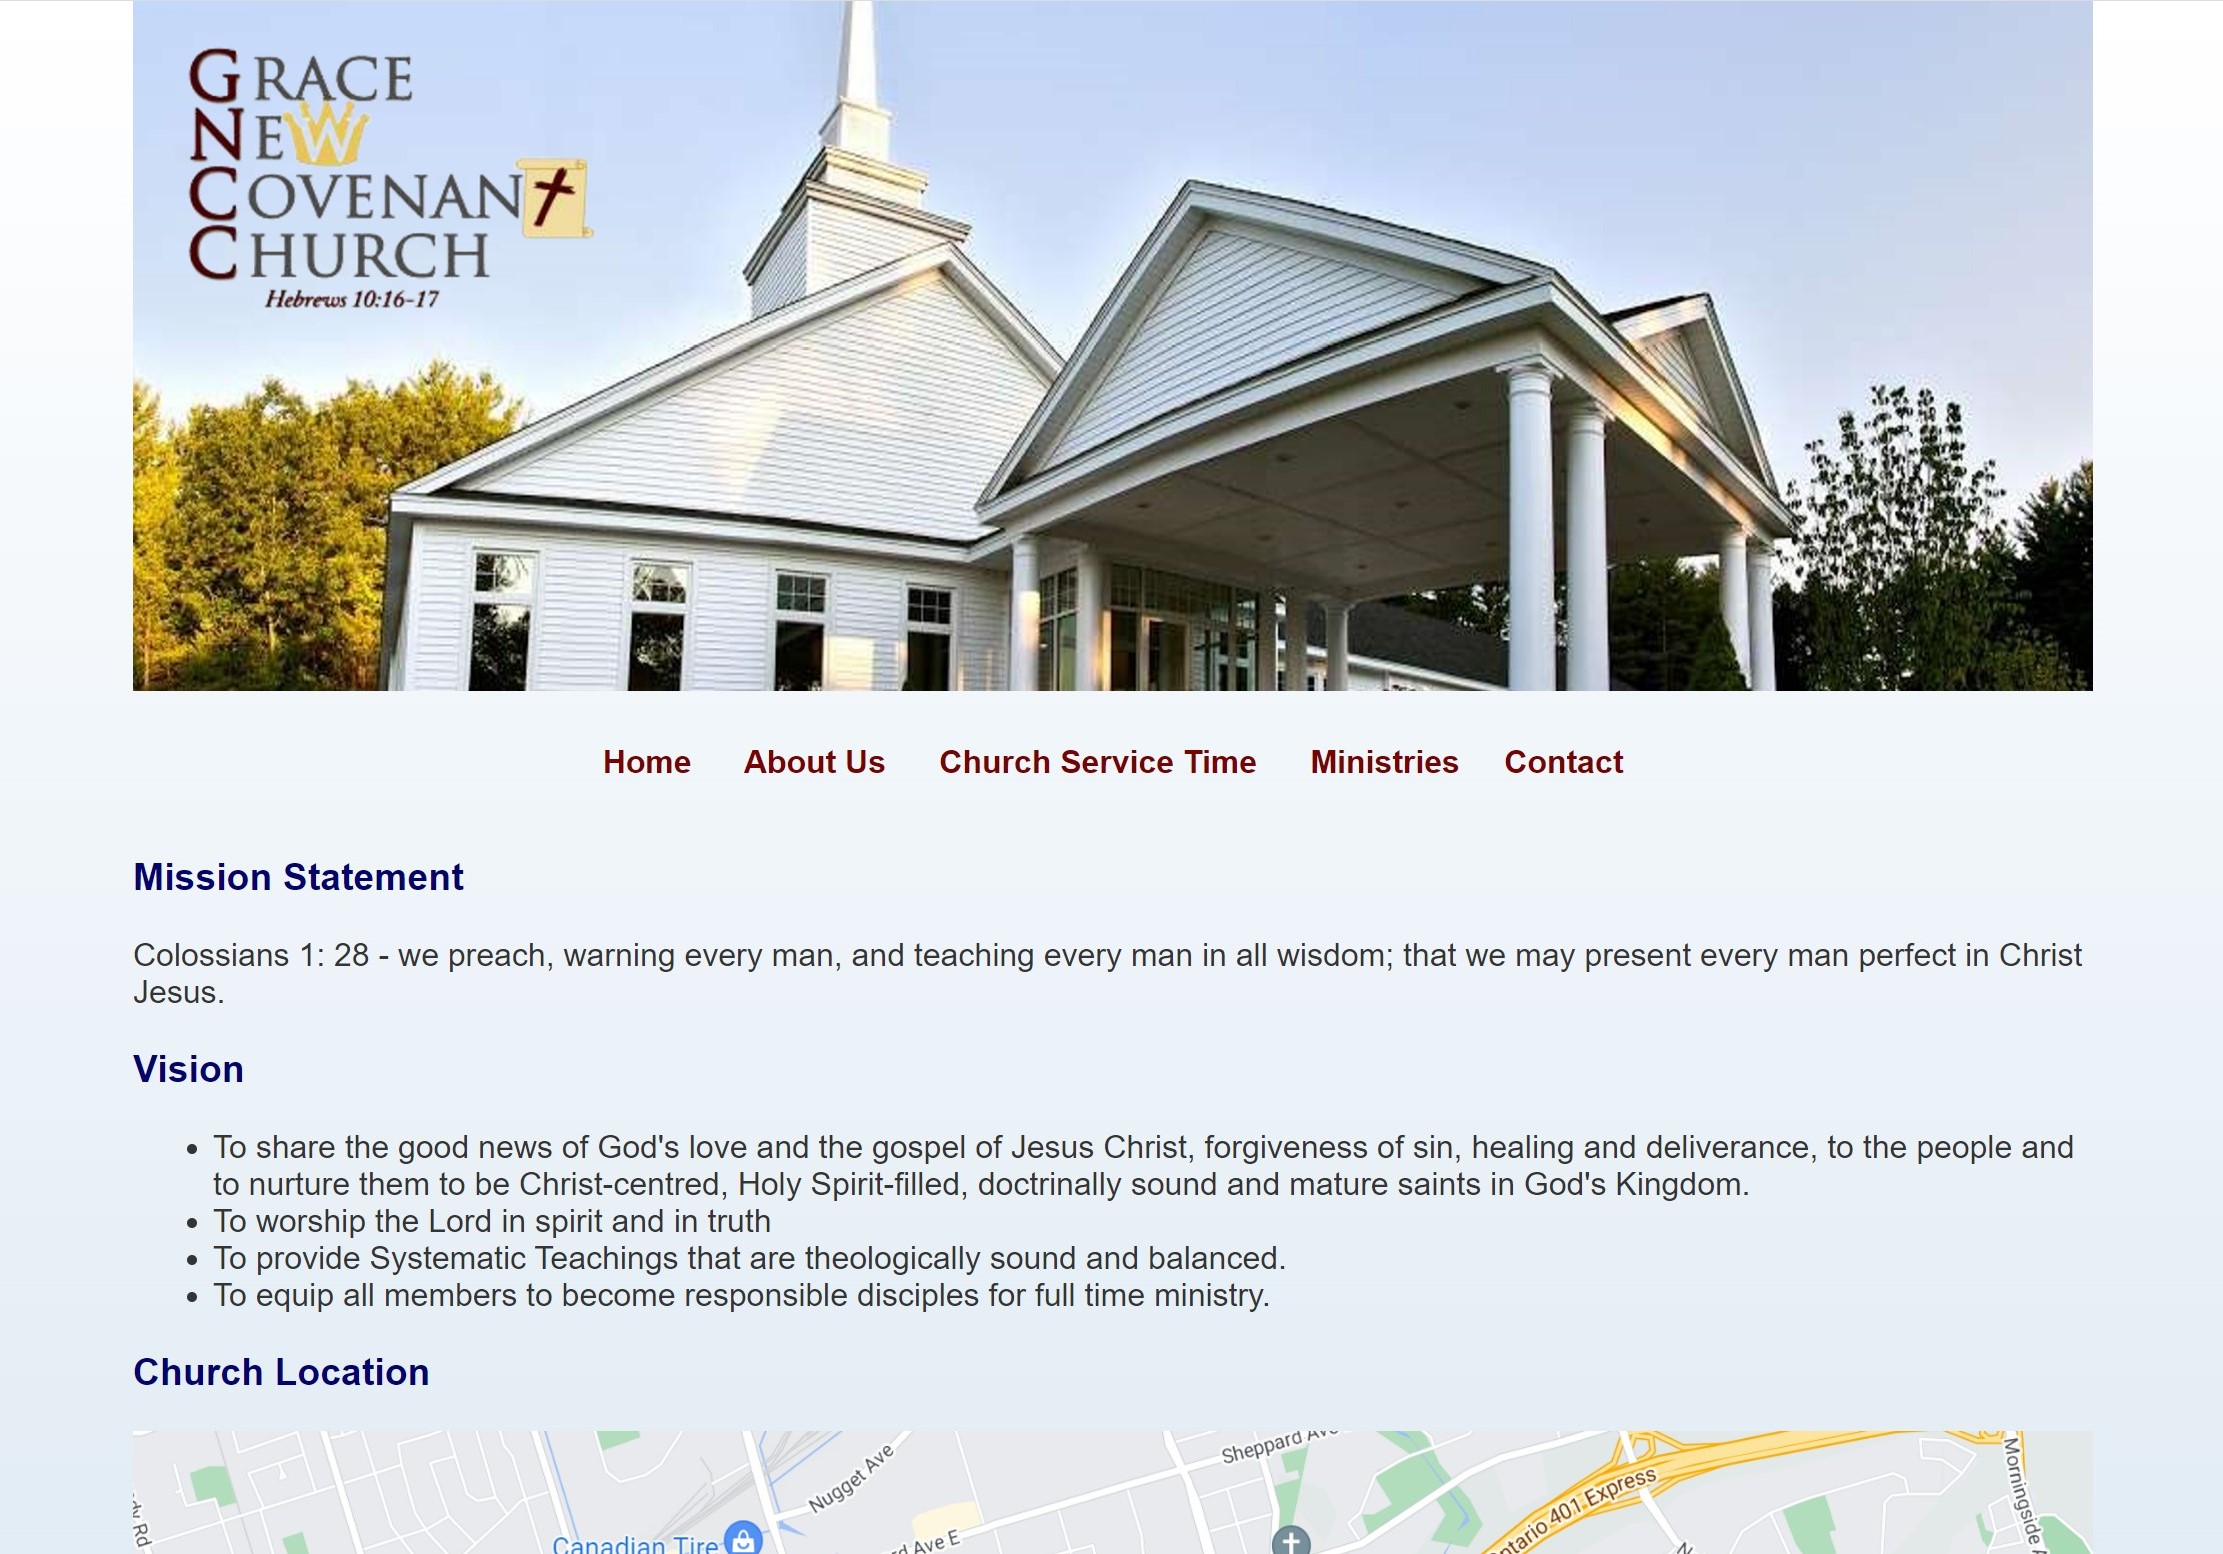 GRACE
NEW
COVENANT
CHURCH
Hebrews 10:16-17
Home About Us Church Service Time Ministries Contact
Mission Statement
Colossians 1: 28 - we preach, warning every man, and teaching every man in all wisdom; that we may present every man perfect in Christ
Jesus.
Vision
• To share the good news of God's love and the gospel of Jesus Christ, forgiveness of sin, healing and deliverance, to the people and
to nurture them to be Christ-centred, Holy Spirit-filled, doctrinally sound and mature saints in God's Kingdom.
• To worship the Lord in spirit and in truth
• To provide Systematic Teachings that are theologically sound and balanced.
• To equip all members to become responsible disciples for full time ministry.
Church Location
Sheppard Ave
Nugget Ave
Ontario 401 Express
Morningside A
Rd
Canadian Tire
Ave E